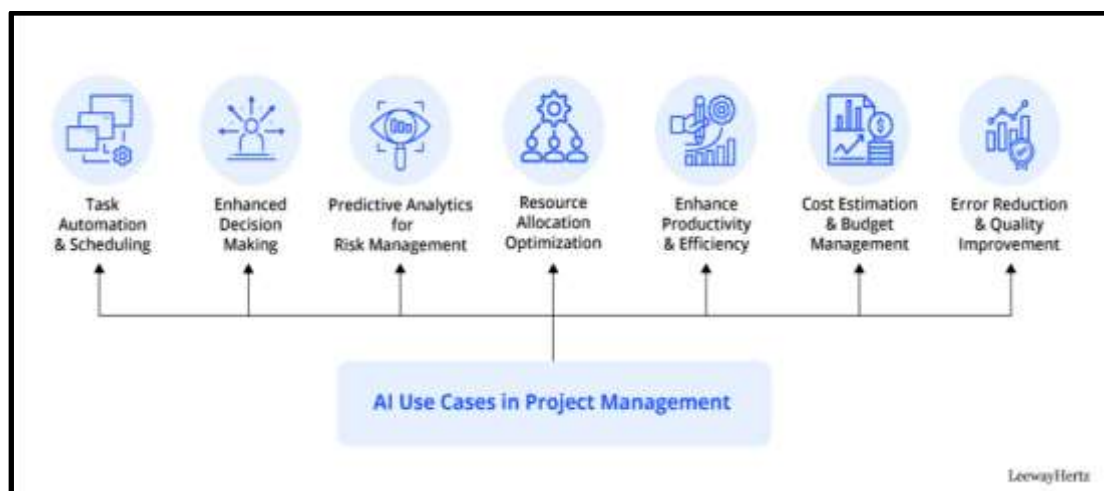 Task
Automation
& Scheduling
Enhanced
Decision
Making
Predictive Analytics
for
Risk Management
Resource
Allocation
Optimization
Enhance
Productivity
& Efficiency
Cost Estimation
& Budget
Management
Error Reduction
& Quality
Improvement
AI Use Cases in Project Management
LeewayHertz